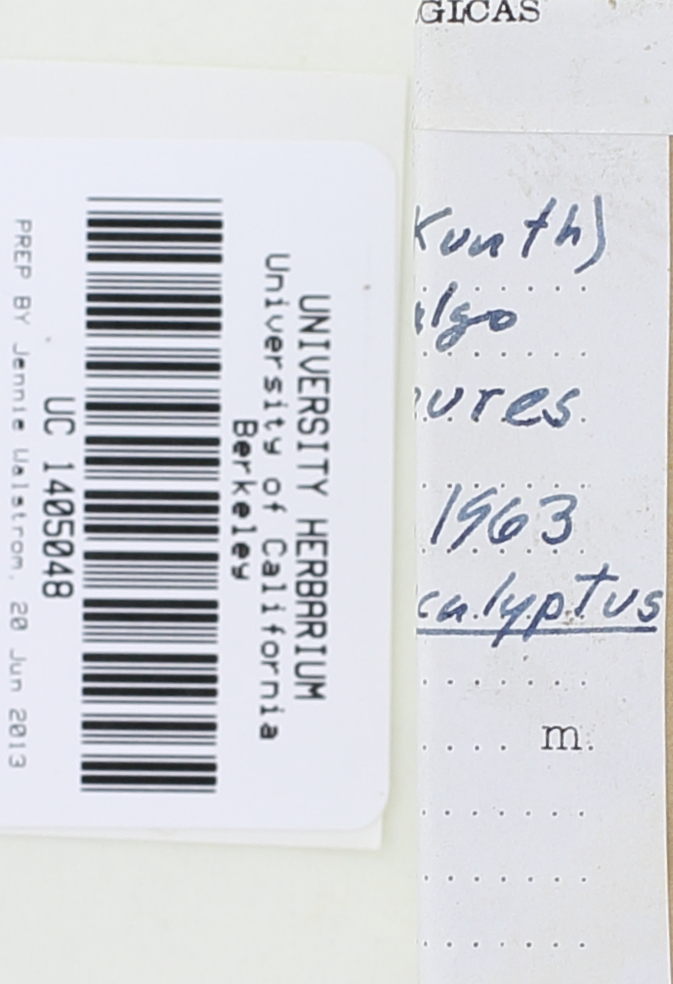 UNIVERSITY HERBARIUM
University of California
Berkeley
UC 1405048
PREP BY Jennie Walstrom, 20 Jun 2013
GICAS
Kunth)
lgo
ures.
1963
calyptus
m.